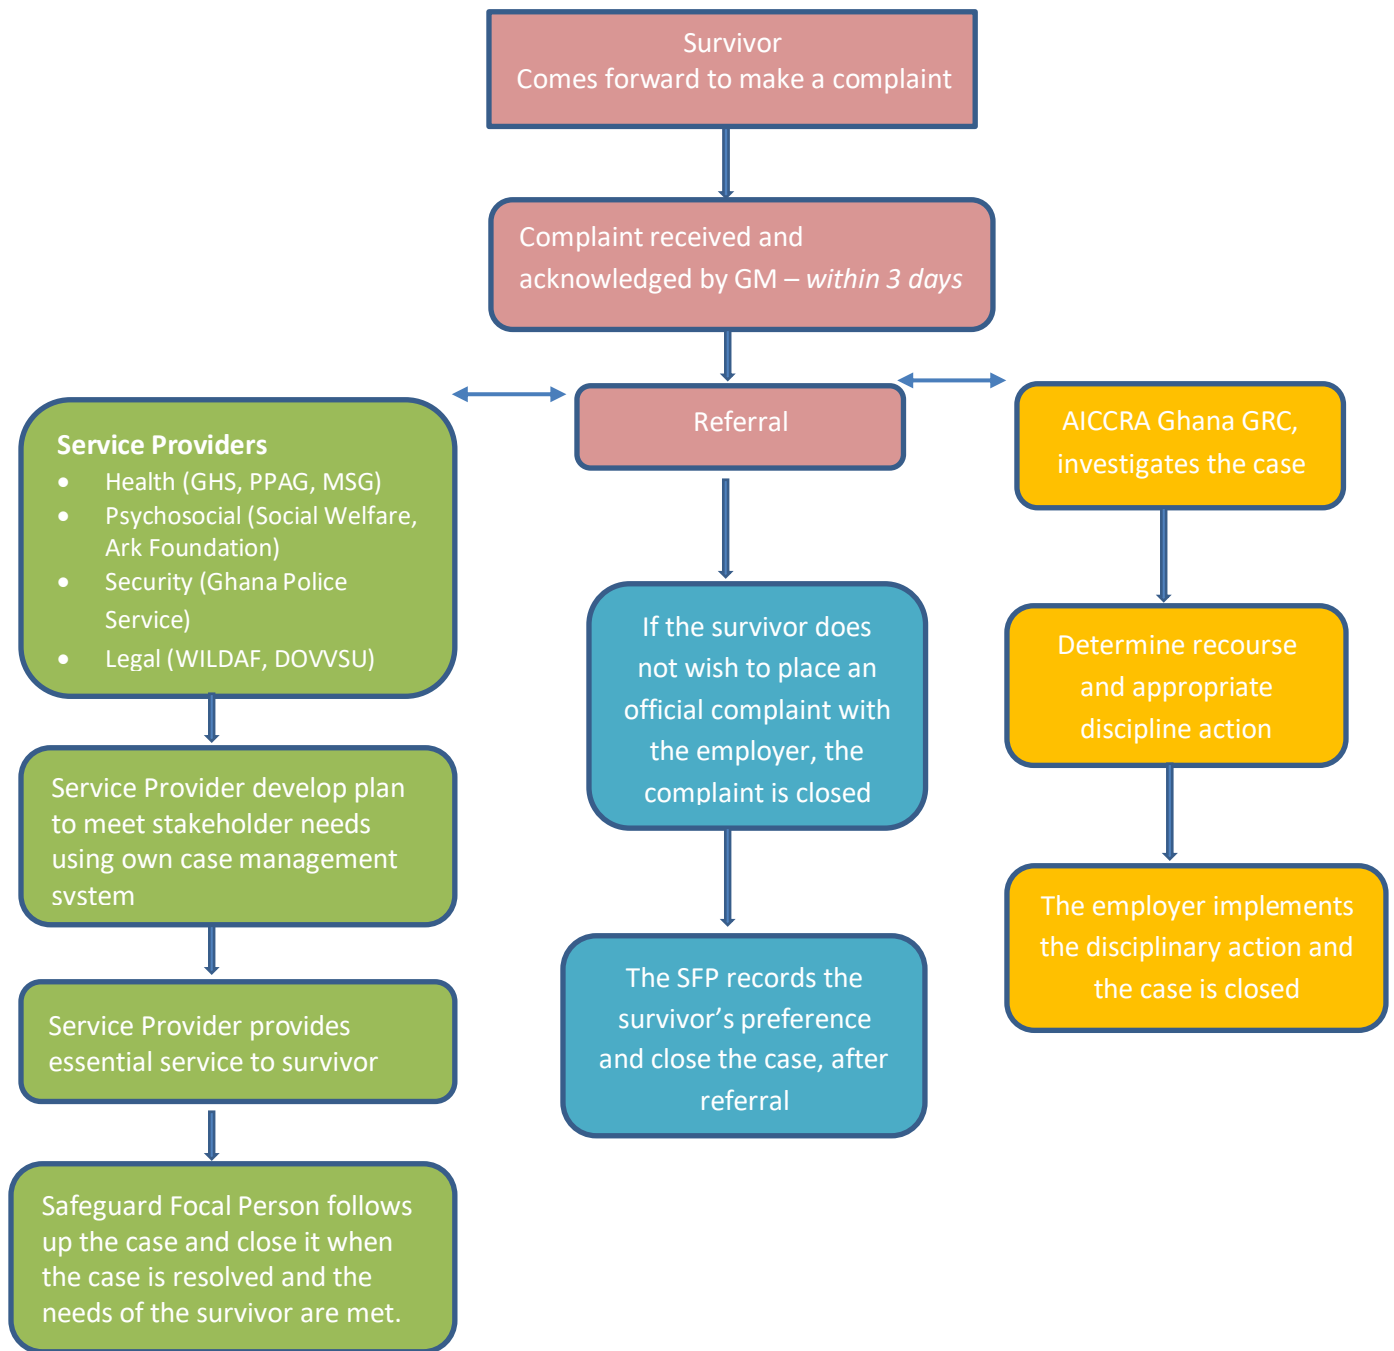 Survivor
Comes forward to make a complaint
Complaint received and
acknowledged by GM – within 3 days
Referral
Service Providers
• Health (GHS, PPAG, MSG)
• Psychosocial (Social Welfare,
Ark Foundation)
• Security (Ghana Police
Service)
• Legal (WILDAF, DOVVSU)
Service Provider develop plan
to meet stakeholder needs
using own case management
system
Service Provider provides
essential service to survivor
Safeguard Focal Person follows
up the case and close it when
the case is resolved and the
needs of the survivor are met.
If the survivor does
not wish to place an
official complaint with
the employer, the
complaint is closed
The SFP records the
survivor’s preference
and close the case, after
referral
AICCRA Ghana GRC,
investigates the case
Determine recourse
and appropriate
discipline action
The employer implements
the disciplinary action and
the case is closed